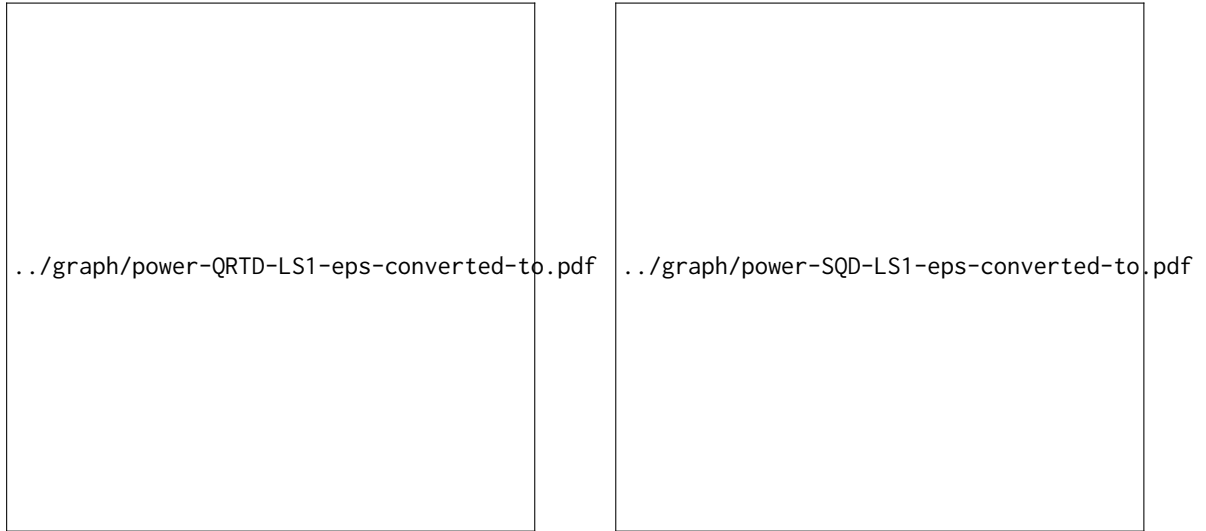 ../graph/power-QRTD-LS1-eps-converted-to.pdf
../graph/power-SQD-LS1-eps-converted-to.pdf